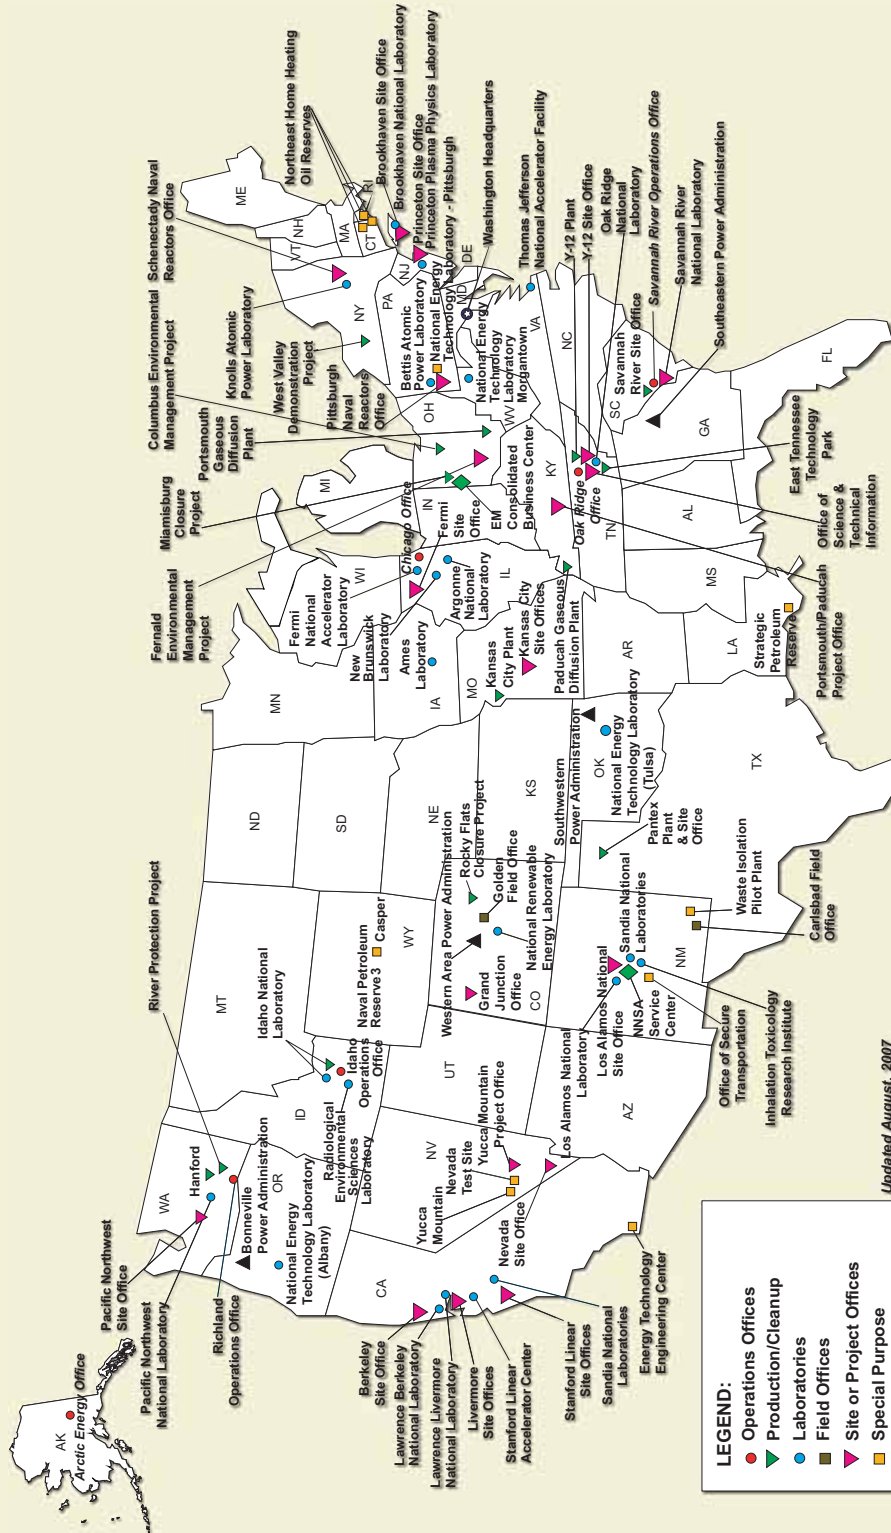 AK
Arctic Energy Office
Pacific Northwest
Site Office
Pacific Northwest
National Laboratory
Richland
Operations Office
WA
Hanford
River Protection Project
Bonneville
Power Administration
OR
National Energy
Technology Laboratory
(Albany)
ID
Idaho National
Laboratory
Idaho
Operations
Office
Radiological
Environmental
Sciences
Laboratory
MT
WY
Naval Petroleum
Reserve3
Casper
ND
SD
NE
KS
MN
WI
MI
IA
MO
IL
IN
OH
KY
WV
PA
NY
VT
NH
ME
MA
CT
RI
NJ
DE
MD
VA
NC
SC
GA
FL
TN
AL
MS
LA
AR
OK
TX
NM
AZ
UT
CO
NV
CA
Berkeley
Site Office
Lawrence Berkeley
National Laboratory
Lawrence Livermore
National Laboratory
Livermore
Site Offices
Stanford Linear
Accelerator Center
Stanford Linear
Site Offices
Sandia National
Laboratories
Energy Technology
Engineering Center
Yucca
Mountain
Nevada
Test Site
Yucca Mountain
Project Office
Nevada
Site Office
Los Alamos National
Laboratory
Los Alamos National
Site Office
Western Area Power Administration
Rocky Flats
Closure Project
Golden
Field Office
National Renewable
Energy Laboratory
Grand
Junction
Office
Sandia National
Laboratories
NNSA
Service
Center
Office of Secure
Transportation
Inhalation Toxicology
Research Institute
Waste Isolation
Pilot Plant
Carlsbad Field
Office
Pantex
Plant
& Site
Office
Southwestern
Power Administration
National Energy
Technology Laboratory
(Tulsa)
Kansas
City Plant
Kansas City
Site Offices
Paducah Gaseous
Diffusion Plant
Ames
Laboratory
New
Brunswick
Laboratory
Fermi
National
Accelerator
Laboratory
Chicago Office
Fermi
Site
Office
Argonne
National
Laboratory
Fernald
Environmental
Management
Project
Miamisburg
Closure
Project
Portsmouth
Gaseous
Diffusion
Plant
Columbus Environmental
Management Project
EM
Consolidated
Business Center
West Valley
Demonstration
Project
Knolls Atomic
Power Laboratory
Schenectady Naval
Reactors Office
Pittsburgh
Naval
Reactors
Office
Bettis Atomic
Power Laboratory
National Energy
Technology Laboratory - Pittsburgh
National Energy
Technology
Laboratory
Morgantown
Northeast Home Heating
Oil Reserves
Brookhaven Site Office
Brookhaven National Laboratory
Princeton Site Office
Princeton Plasma Physics Laboratory
Washington Headquarters
Thomas Jefferson
National Accelerator Facility
Y-12 Plant
Y-12 Site Office
Oak Ridge
National
Laboratory
Oak Ridge
Office
Savannah
River Site Office
Savannah River Operations Office
Savannah River
National Laboratory
Southeastern Power Administration
East Tennessee
Technology
Park
Office of
Science &
Technical
Information
Portsmouth/Paducah
Project Office
Strategic
Petroleum
Reserve
LEGEND:
Operations Offices
Production/Cleanup
Laboratories
Field Offices
Site or Project Offices
Special Purpose
Updated August, 2007